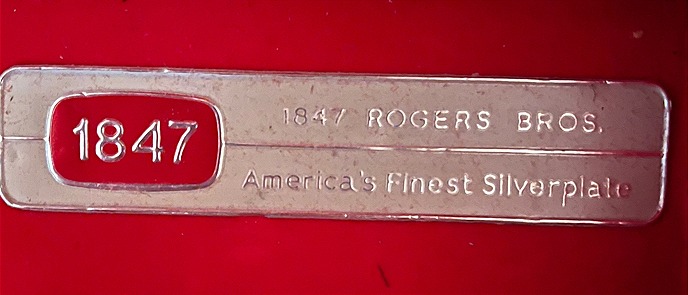 1847
1847 ROGERS BROS.
America's Finest Silverplate